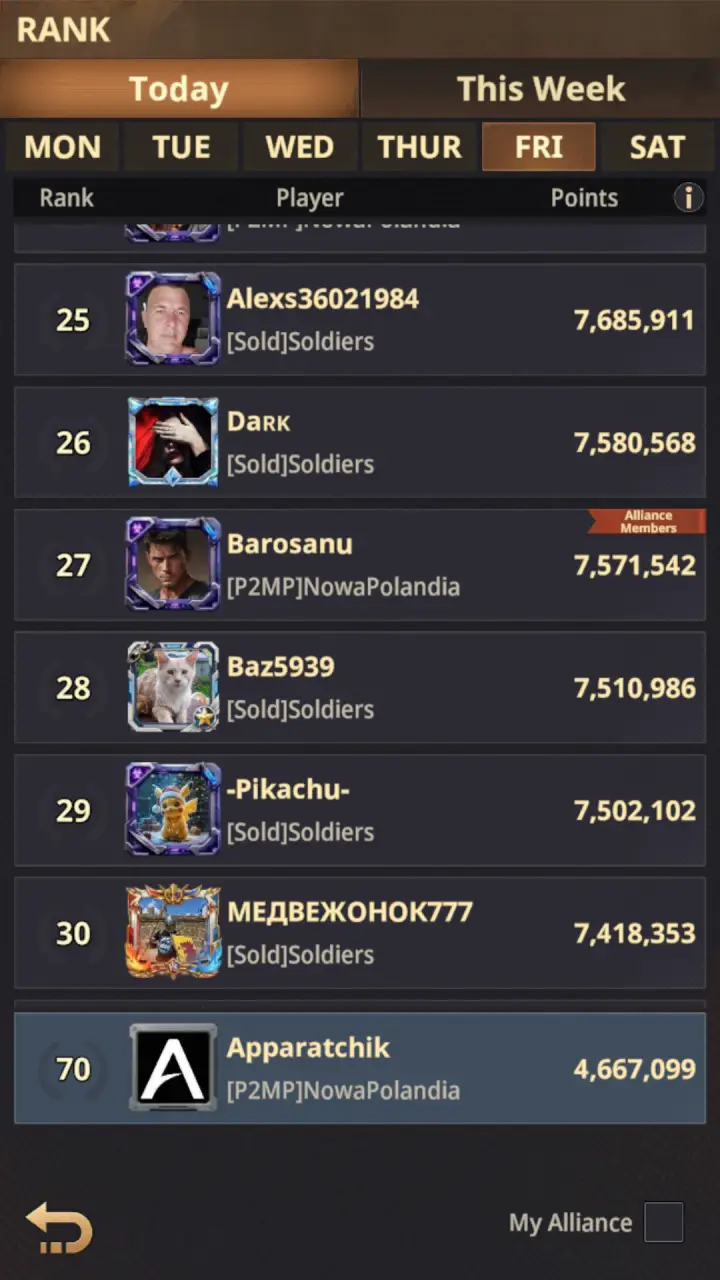 RANK
Today
This Week
MON TUE WED THUR FRI SAT
Rank Player Points
25
Alexs36021984
[Sold]Soldiers
7,685,911
26
Dark
[Sold]Soldiers
7,580,568
Alliance
Members
27
Barosanu
[P2MP]NowaPolandia
7,571,542
28
Baz5939
[Sold]Soldiers
7,510,986
29
-Pikachu-
[Sold]Soldiers
7,502,102
30
МЕДВЕЖОНОК777
[Sold]Soldiers
7,418,353
70
Apparatchik
[P2MP]NowaPolandia
4,667,099
My Alliance